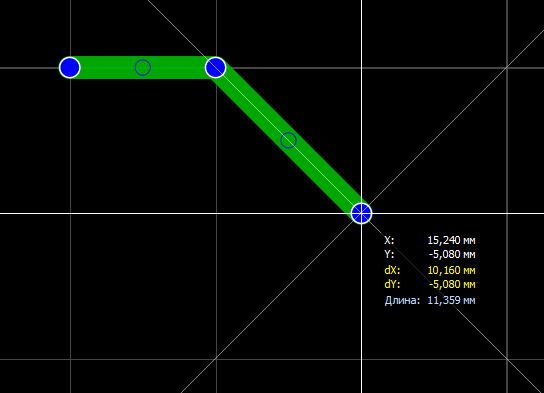 X: 15,240 мм
Y: -5,080 мм
dX: 10,160 мм
dY: -5,080 мм
Длина: 11,359 мм